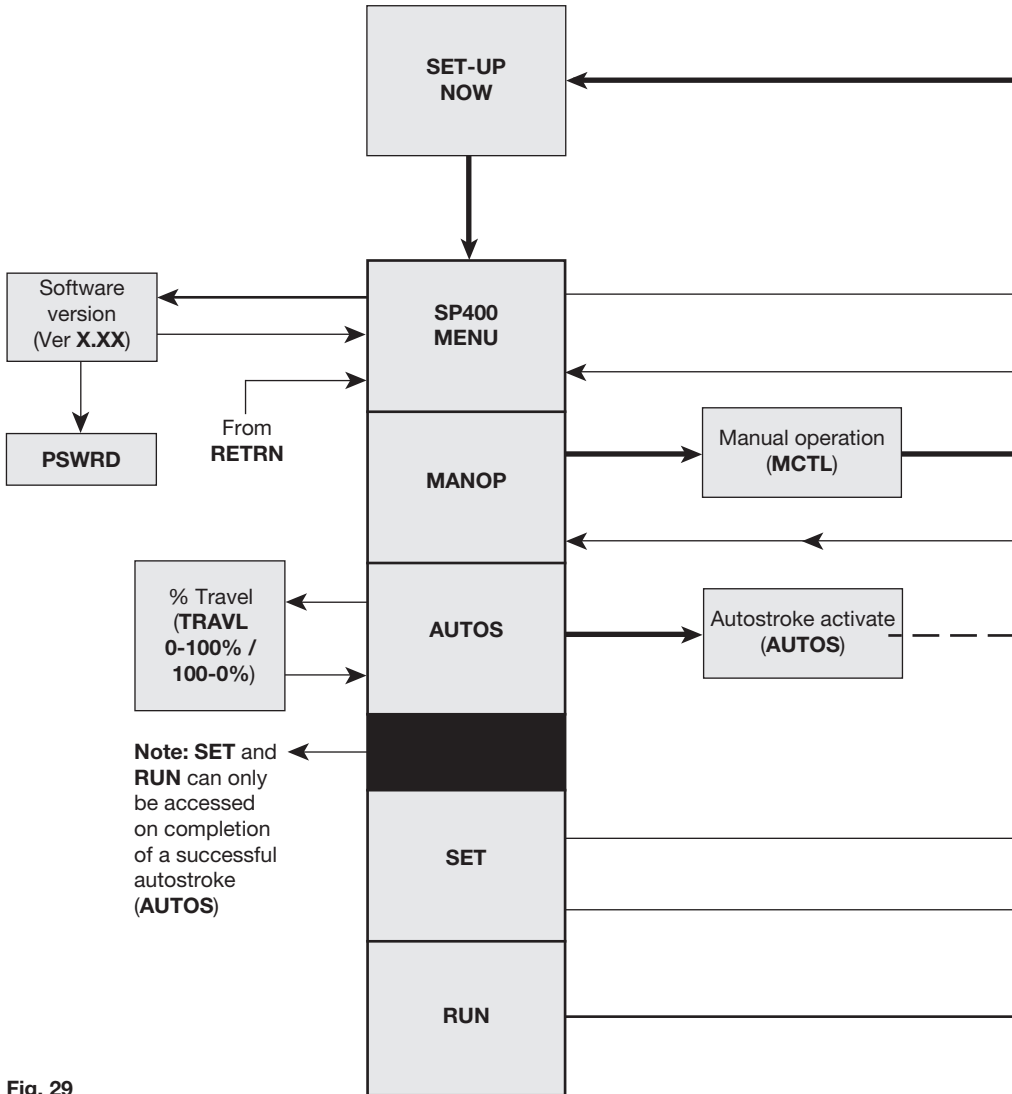 SET-UP
NOW
Software
version
(Ver X.XX)
SP400
MENU
From
RETRN
PSWRD
MANOP
Manual operation
(MCTL)
% Travel
(TRAVL
0-100% /
100-0%)
AUTOS
Autostroke activate
(AUTOS)
Note: SET and
RUN can only
be accessed
on completion
of a successful
autostroke
(AUTOS)
SET
RUN
Fig. 29